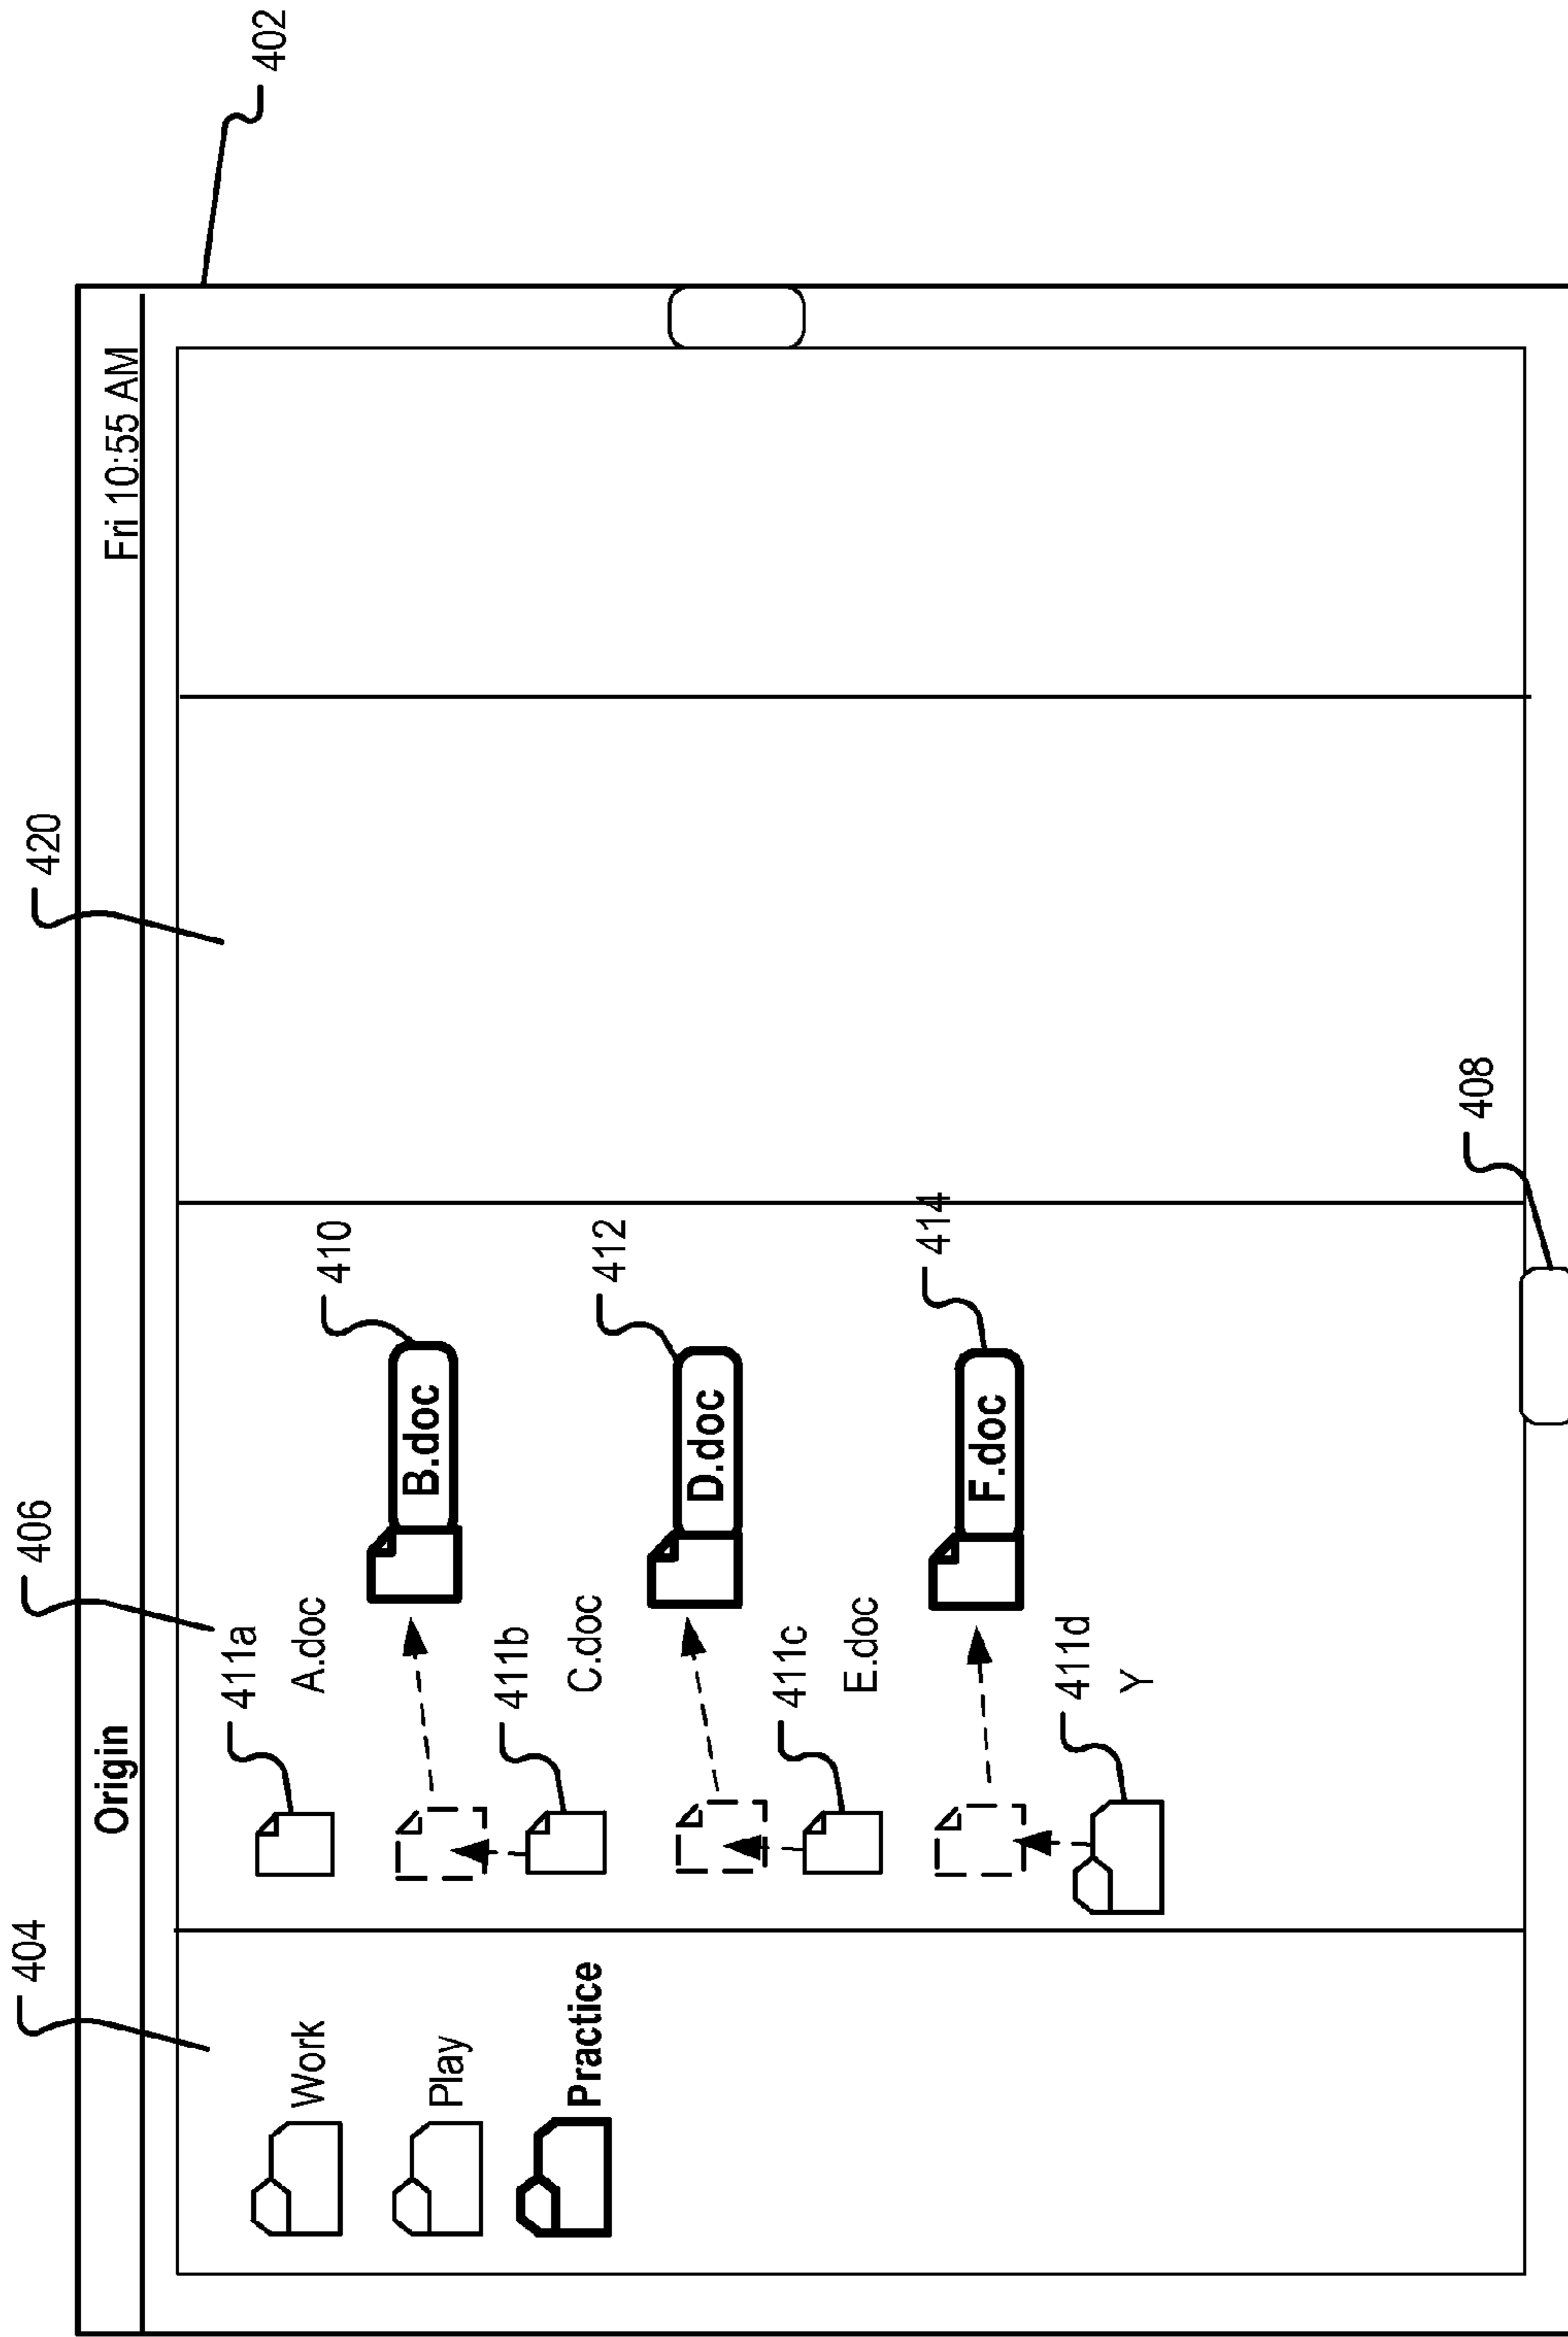 404
406
420
402
Origin
Fri 10:55 AM
Work
Play
Practice
411a
A.doc
410
B.doc
411b
C.doc
412
D.doc
411c
E.doc
414
F.doc
411d
Y
408